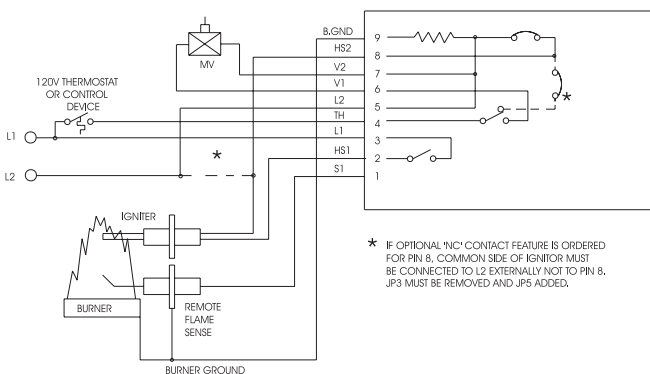 B.GND
9
HS2
8
V2
7
V1
6
L2
5
TH
4
L1
3
HS1
2
S1
1
MV
120V THERMOSTAT
OR CONTROL
DEVICE
L1
L2
*
*
IGNITER
BURNER
REMOTE
FLAME
SENSE
BURNER GROUND
* IF OPTIONAL 'NC' CONTACT FEATURE IS ORDERED
FOR PIN 8, COMMON SIDE OF IGNITOR MUST
BE CONNECTED TO L2 EXTERNALLY NOT TO PIN 8.
JP3 MUST BE REMOVED AND JP5 ADDED.